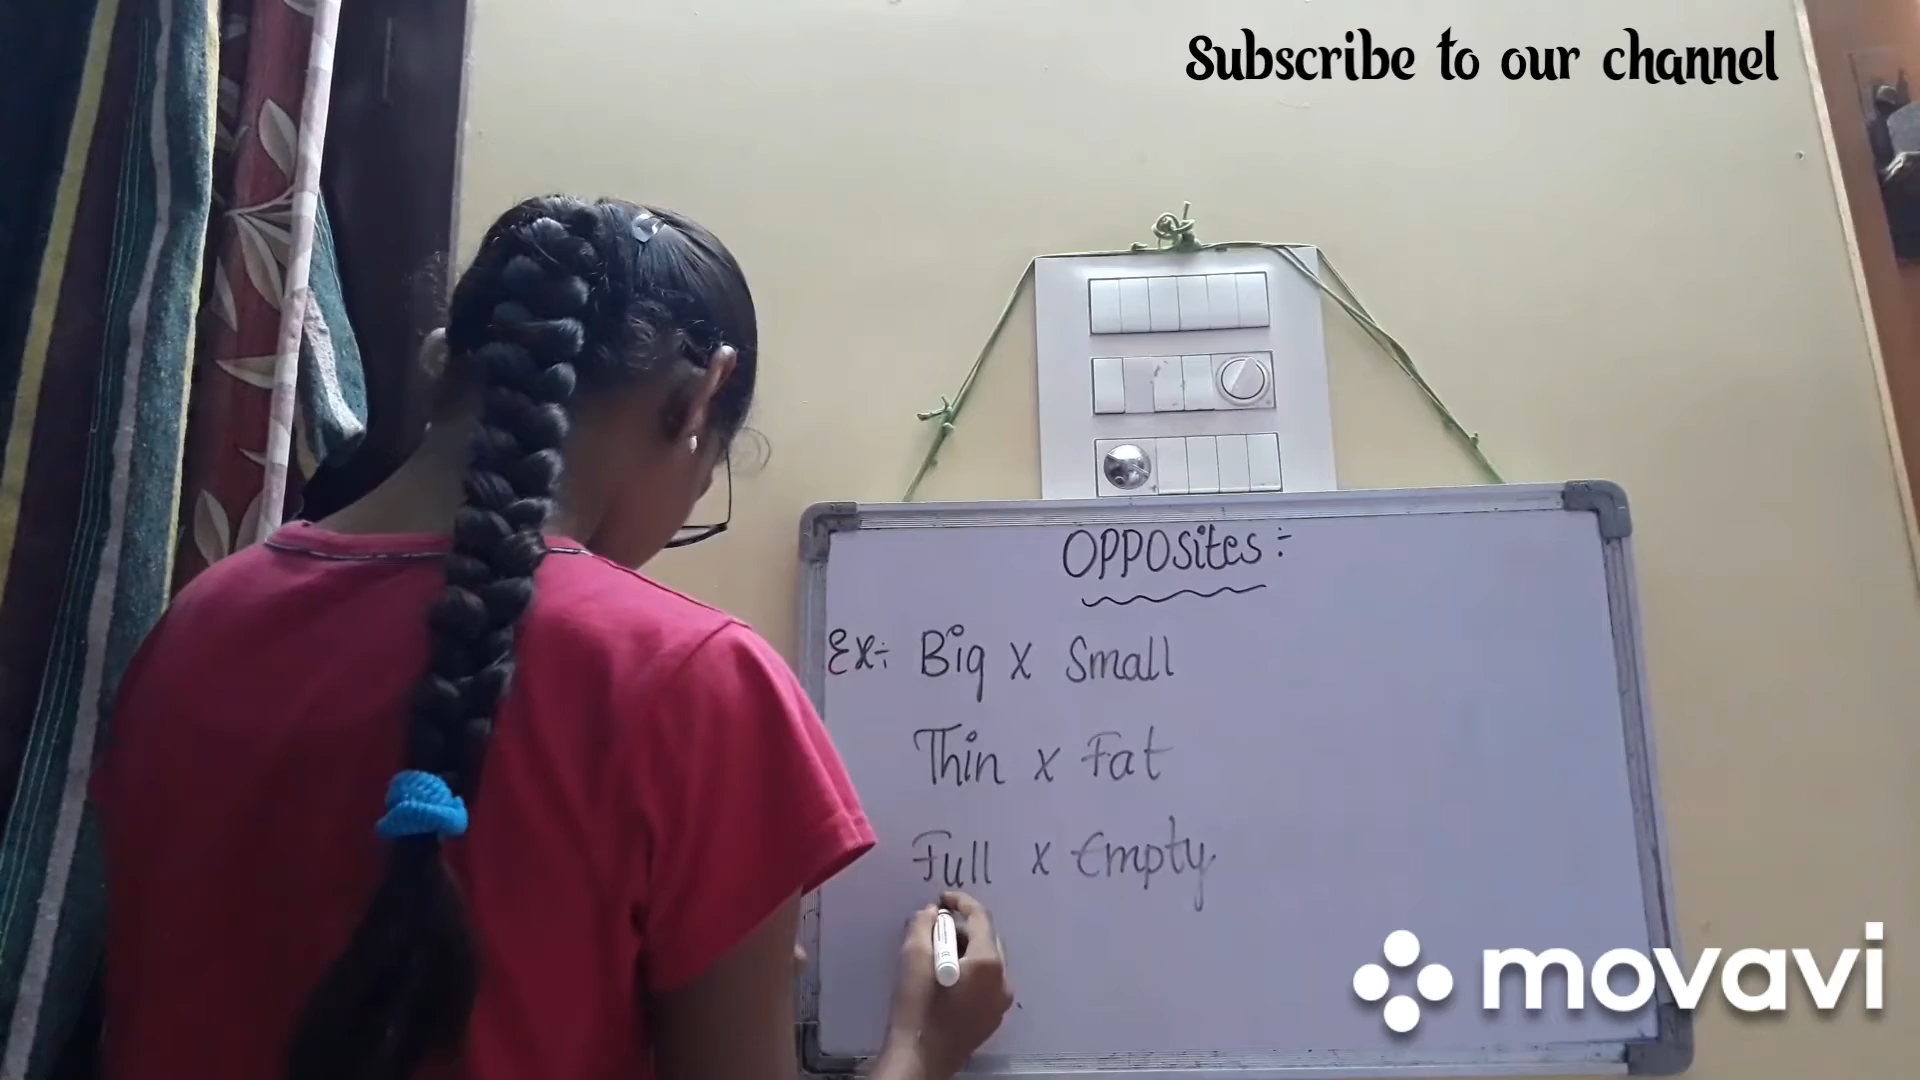 Subscribe to our channel
OPPOsites ÷
Ex÷ Big x Small
Thin x Fat
Full x Empty
movavi